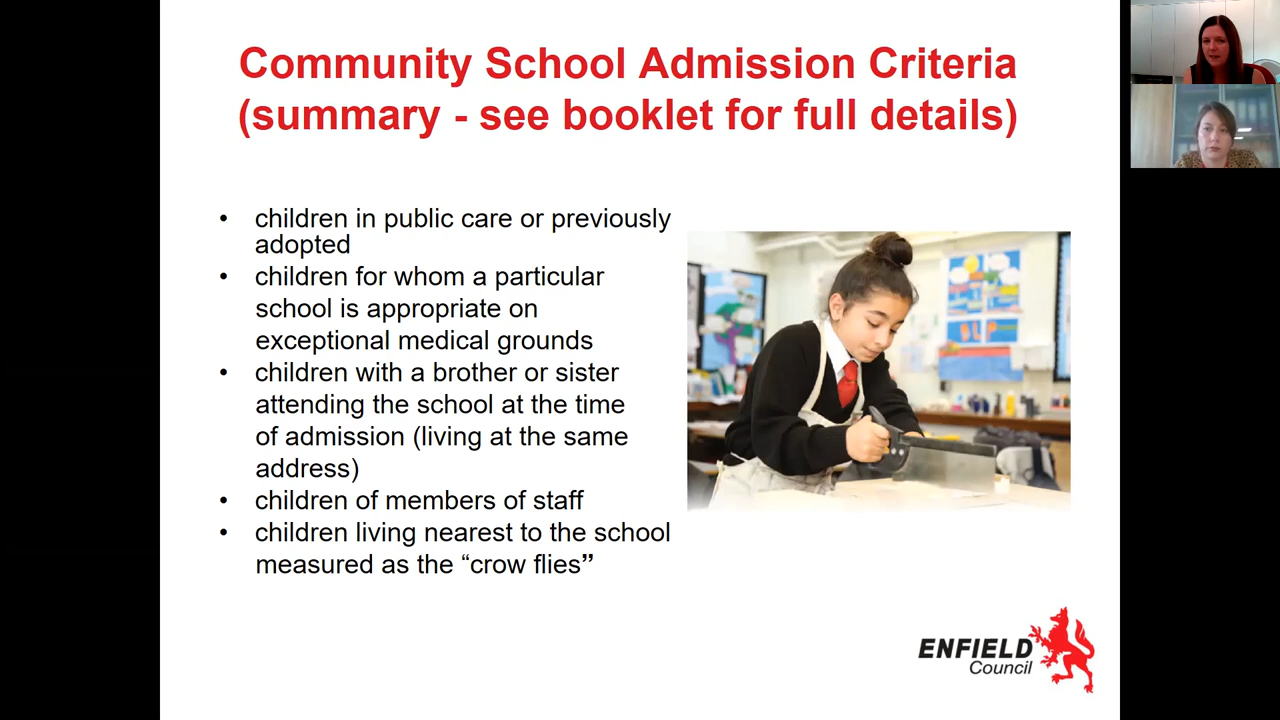 Community School Admission Criteria
(summary - see booklet for full details)
• children in public care or previously
adopted
• children for whom a particular
school is appropriate on
exceptional medical grounds
• children with a brother or sister
attending the school at the time
of admission (living at the same
address)
• children of members of staff
• children living nearest to the school
measured as the “crow flies”
ENFIELD
Council